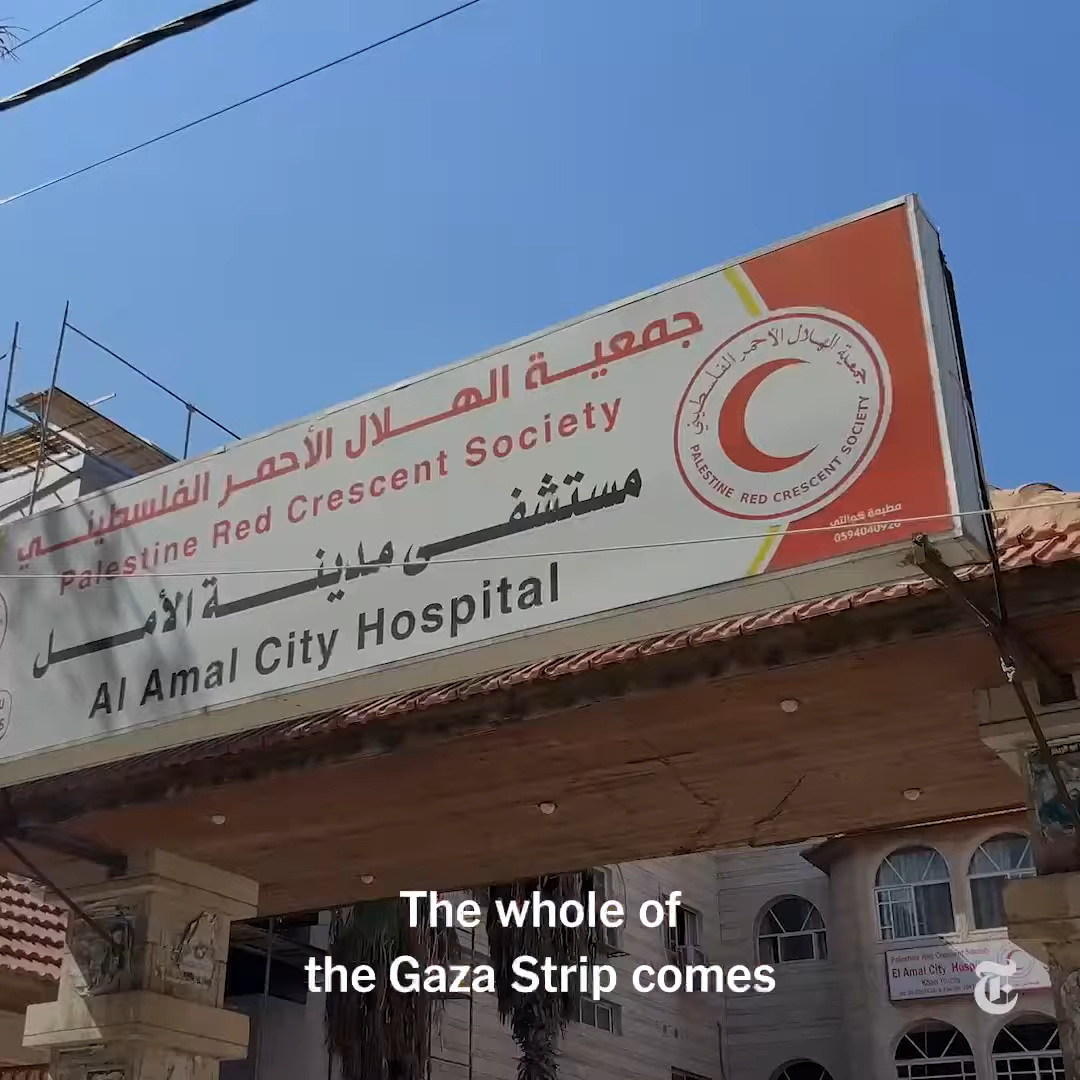 جمعية الهلال الأحمر الفلسطيني
Palestine Red Crescent Society
مستشفى مدينة الأمل
Al Amal City Hospital
جمعية الهلال الأحمر الفلسطيني
PALESTINE RED CRESCENT SOCIETY
مطبعة
El Amal City
The whole of
the Gaza Strip comes